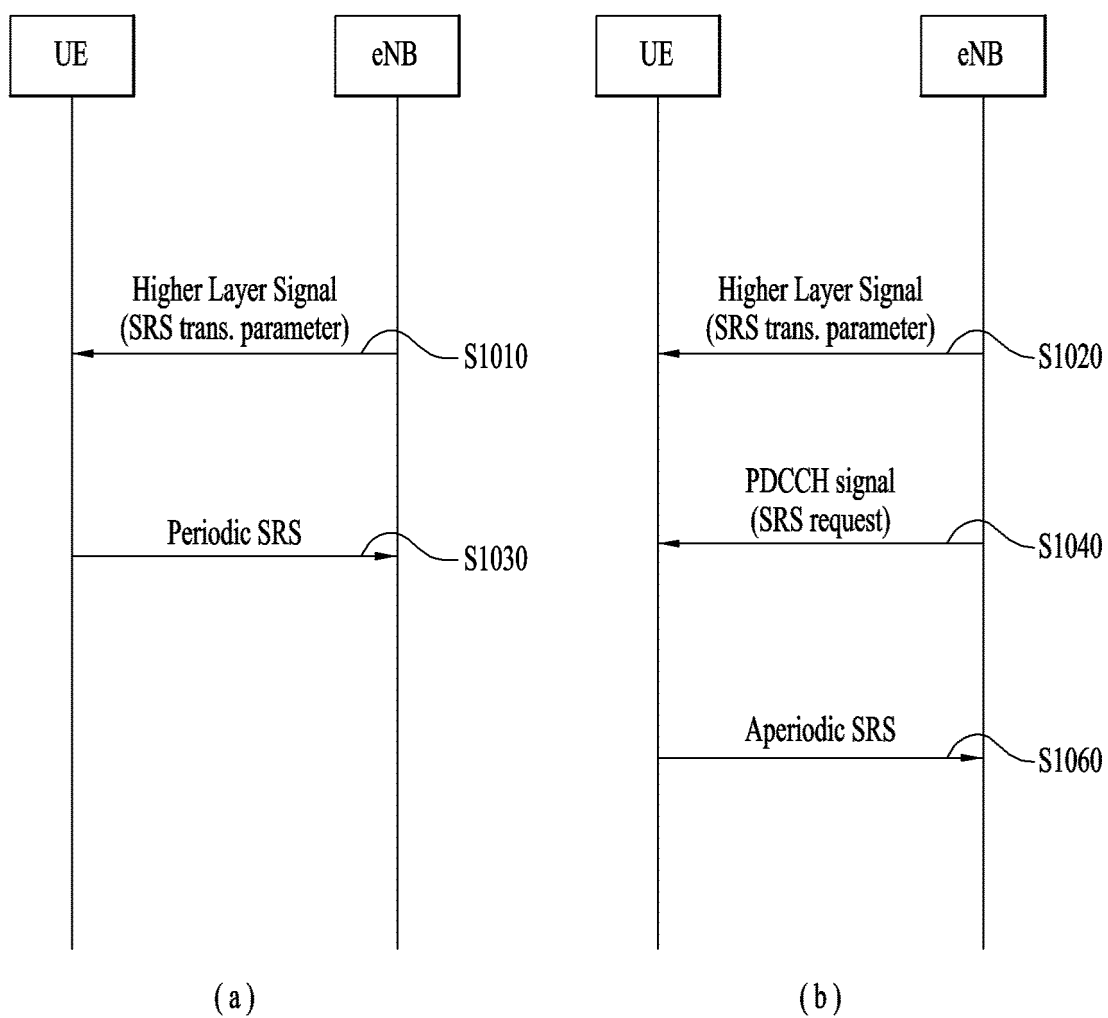 UE
eNB
Higher Layer Signal
(SRS trans. parameter)
S1010
Periodic SRS
S1030
(a)
UE
eNB
Higher Layer Signal
(SRS trans. parameter)
S1020
PDCCH signal
(SRS request)
S1040
Aperiodic SRS
S1060
(b)